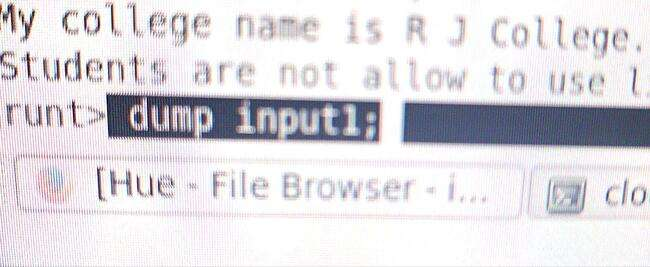 My college name is R J College.
Students are not allow to use l
runt> dump input1;
[Hue - File Browser - i... clo